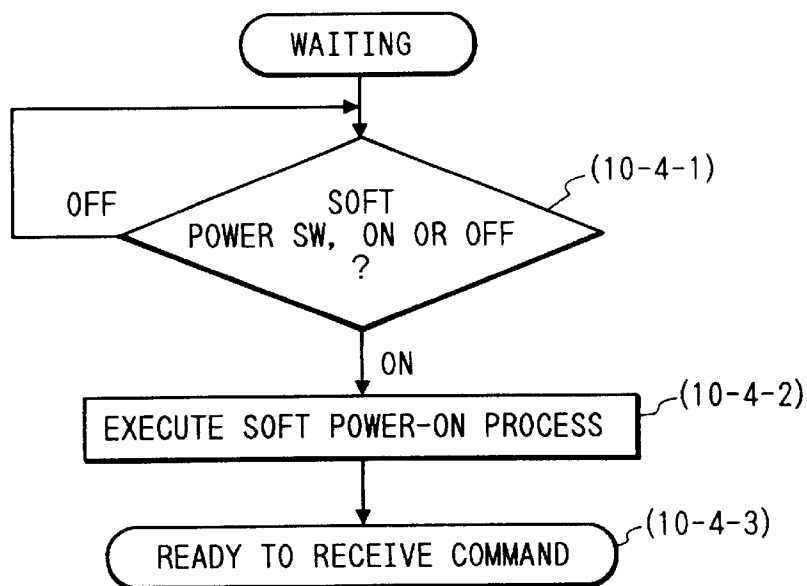 WAITING
(10-4-1)
OFF
SOFT
POWER SW, ON OR OFF
?
ON
(10-4-2)
EXECUTE SOFT POWER-ON PROCESS
(10-4-3)
READY TO RECEIVE COMMAND